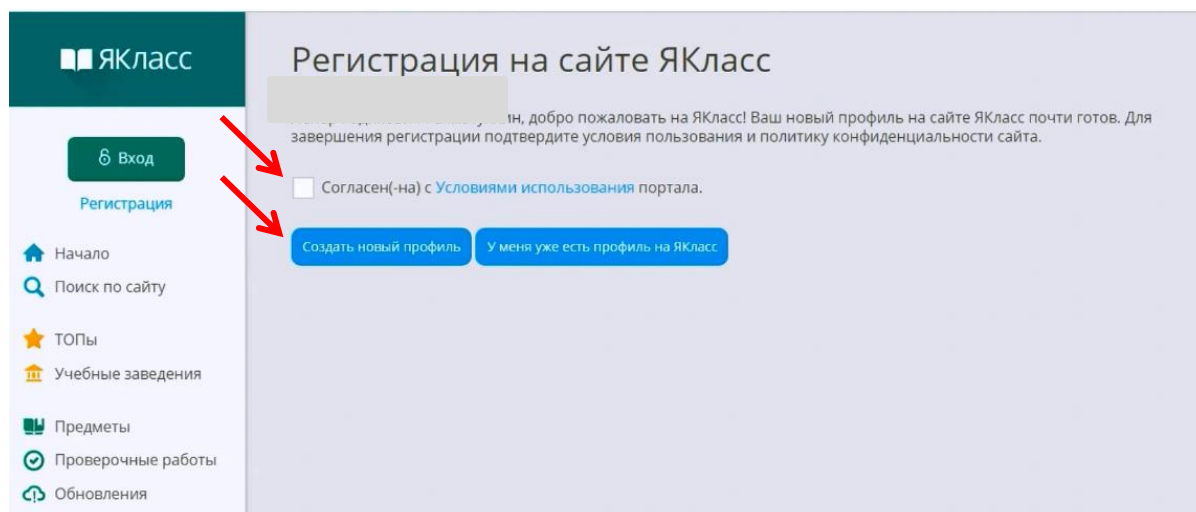 ЯКласс
Вход
Регистрация
Начало
Поиск по сайту
ТОПы
Учебные заведения
Предметы
Проверочные работы
Обновления
Регистрация на сайте ЯКласс
добро пожаловать на ЯКласс! Ваш новый профиль на сайте ЯКласс почти готов. Для
завершения регистрации подтвердите условия пользования и политику конфиденциальности сайта.
Согласен(-на) с Условиями использования портала.
Создать новый профиль
У меня уже есть профиль на ЯКласс